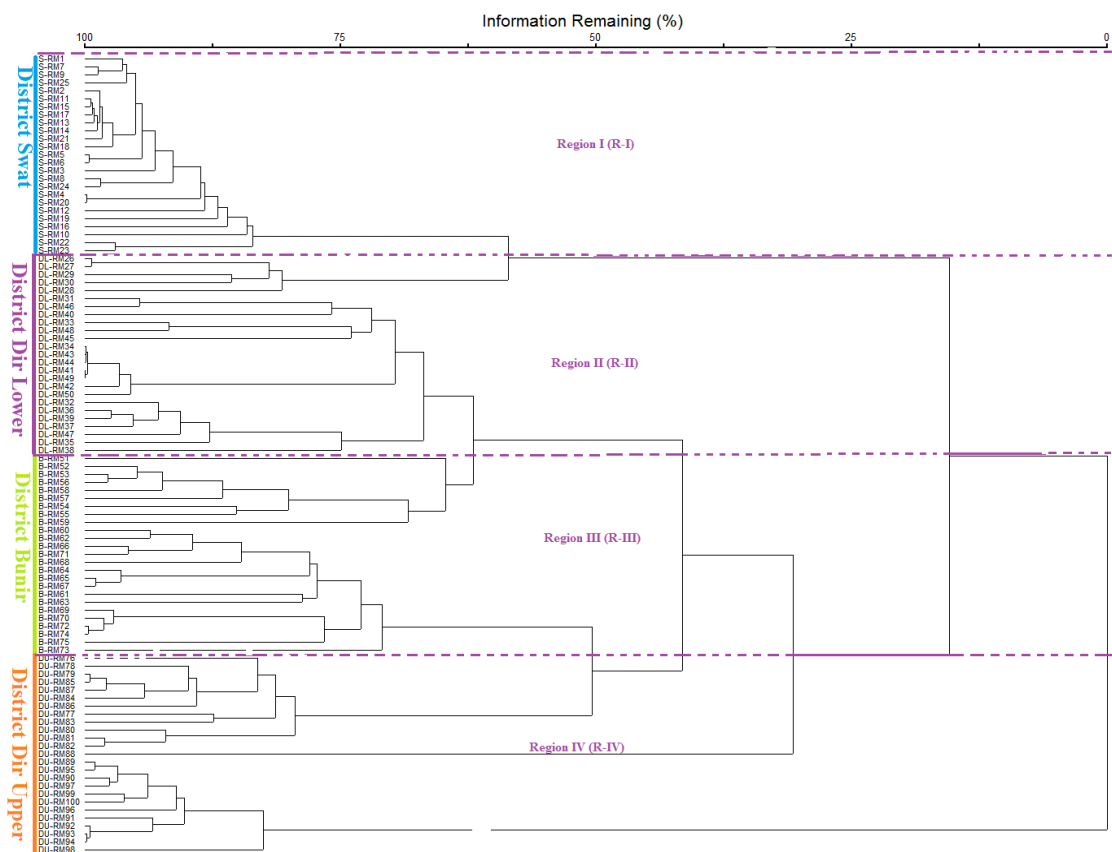 Information Remaining (%)
100 75 50 25 0
District Swat
S-RM1
S-RM7
S-RM9
S-RM25
S-RM2
S-RM11
S-RM15
S-RM17
S-RM13
S-RM14
S-RM21
S-RM18
S-RM5
S-RM6
S-RM3
S-RM8
S-RM24
S-RM4
S-RM20
S-RM12
S-RM19
S-RM16
S-RM10
S-RM22
S-RM23
Region I (R-I)
District Dir Lower
DL-RM26
DL-RM27
DL-RM29
DL-RM30
DL-RM28
DL-RM31
DL-RM46
DL-RM40
DL-RM33
DL-RM48
DL-RM45
DL-RM34
DL-RM43
DL-RM44
DL-RM41
DL-RM49
DL-RM42
DL-RM50
DL-RM32
DL-RM36
DL-RM39
DL-RM37
DL-RM47
DL-RM35
DL-RM38
Region II (R-II)
District Bunir
B-RM51
B-RM52
B-RM53
B-RM56
B-RM58
B-RM57
B-RM54
B-RM55
B-RM59
B-RM60
B-RM62
B-RM66
B-RM71
B-RM68
B-RM64
B-RM65
B-RM67
B-RM61
B-RM63
B-RM69
B-RM70
B-RM72
B-RM74
B-RM75
B-RM73
Region III (R-III)
District Dir Upper
DU-RM76
DU-RM78
DU-RM79
DU-RM85
DU-RM87
DU-RM84
DU-RM86
DU-RM77
DU-RM83
DU-RM80
DU-RM81
DU-RM82
DU-RM88
DU-RM89
DU-RM95
DU-RM90
DU-RM97
DU-RM99
DU-RM100
DU-RM96
DU-RM91
DU-RM92
DU-RM93
DU-RM94
DU-RM98
Region IV (R-IV)